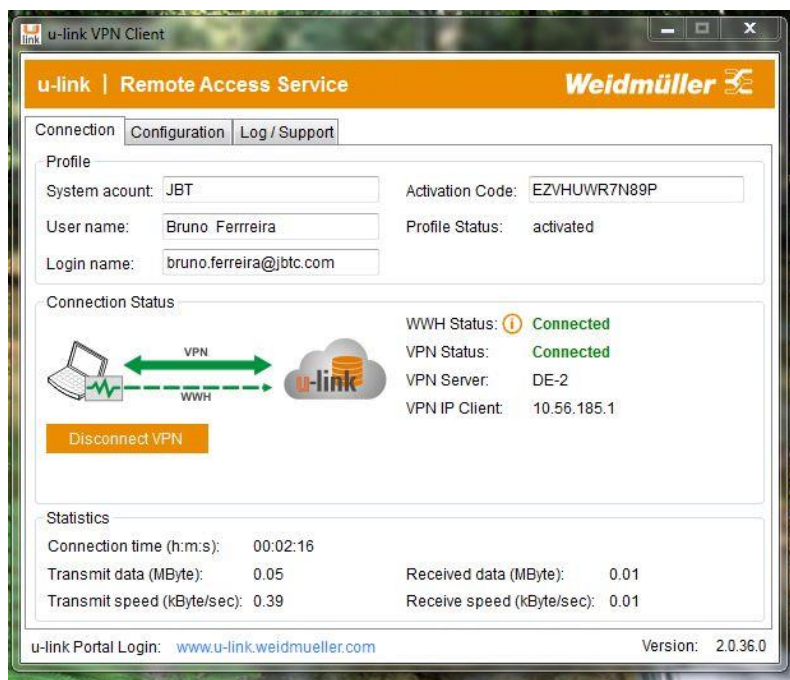 u-link VPN Client
u-link | Remote Access Service
Weidmüller
Connection Configuration Log / Support
Profile
System acount: JBT Activation Code: EZVHUWR7N89P
User name: Bruno Ferrreira Profile Status: activated
Login name: bruno.ferreira@jbtc.com
Connection Status
WWH Status: Connected
VPN
VPN Status: Connected
u-link
VPN Server: DE-2
WWH
VPN IP Client: 10.56.185.1
Disconnect VPN
Statistics
Connection time (h:m:s): 00:02:16
Transmit data (MByte): 0.05 Received data (MByte): 0.01
Transmit speed (kByte/sec): 0.39 Receive speed (kByte/sec): 0.01
u-link Portal Login: www.u-link.weidmueller.com Version: 2.0.36.0